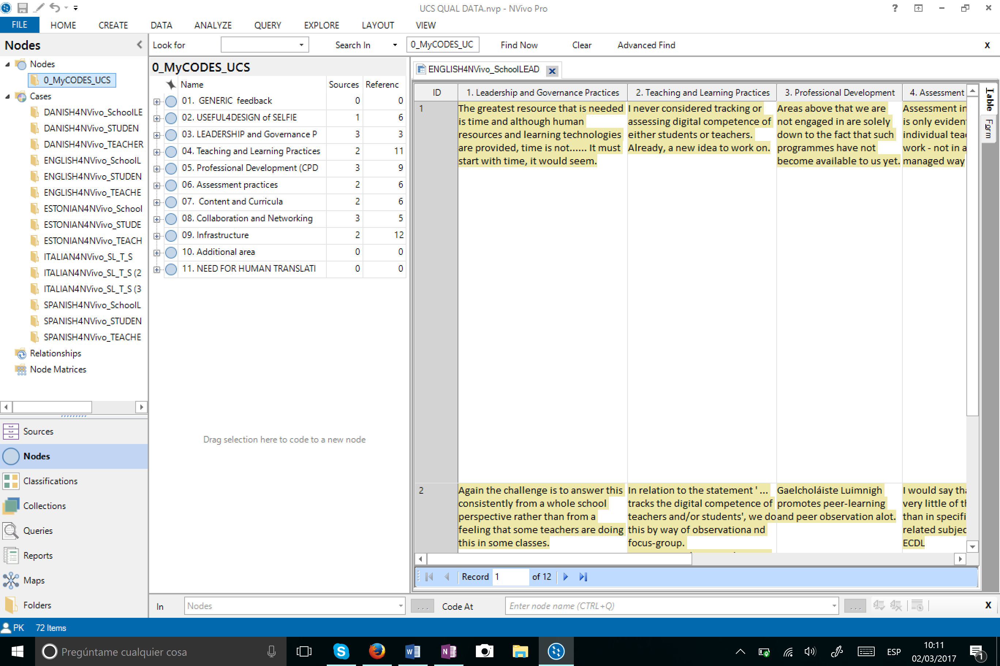 UCS QUAL DATA.nvp - NVivo Pro
?
FILE HOME CREATE DATA ANALYZE QUERY EXPLORE LAYOUT VIEW
Nodes
Look for
Search In
0_MyCODES_UC
Find Now
Clear
Advanced Find
X
Nodes
0_MyCODES_UCS
Cases
DANISH4NVivo_SchoolLE
DANISH4NVivo_STUDEN
DANISH4NVivo_TEACHER
ENGLISH4NVivo_SchoolL
ENGLISH4NVivo_STUDEN
ENGLISH4NVivo_TEACHE
ESTONIAN4NVivo_School
ESTONIAN4NVivo_STUDE
ESTONIAN4NVivo_TEACH
ITALIAN4NVivo_SL_T_S
ITALIAN4NVivo_SL_T_S (2
ITALIAN4NVivo_SL_T_S (3
SPANISH4NVivo_SchoolL
SPANISH4NVivo_STUDEN
SPANISH4NVivo_TEACHE
Relationships
Node Matrices
Sources
Nodes
Classifications
Collections
Queries
Reports
Maps
Folders
0_MyCODES_UCS
Name Sources Referenc
01. GENERIC feedback 0 0
02. USEFUL4DESIGN of SELFIE 1 6
03. LEADERSHIP and Governance P 3 3
04. Teaching and Learning Practices 2 11
05. Professional Development (CPD 3 9
06. Assessment practices 2 6
07. Content and Curricula 2 6
08. Collaboration and Networking 3 5
09. Infrastructure 2 12
10. Additional area 0 0
11. NEED FOR HUMAN TRANSLATI 0 0
Drag selection here to code to a new node
ENGLISH4NVivo_SchoolLEAD
ID
1. Leadership and Governance Practices
2. Teaching and Learning Practices
3. Professional Development
4. Assessment
Table
Form
1
The greatest resource that is needed
is time and although human
resources and learning technologies
are provided, time is not...... It must
start with time, it would seem.
I never considered tracking or
assessing digital competence of
either students or teachers.
Already, a new idea to work on.
Areas above that we are
not engaged in are solely
down to the fact that such
programmes have not
become available to us yet.
Assessment in
is only eviden
individual tea
work - not in a
managed way
2
Again the challenge is to answer this
consistently from a whole school
perspective rather than from a
feeling that some teachers are doing
this in some classes.
In relation to the statement ' ...
tracks the digital competence of
teachers and/or students', we do
this by way of observationa nd
focus-group.
Gaelcholáiste Luimnigh
promotes peer-learning
and peer observation alot.
I would say tha
very little of th
than in specifi
related subjec
ECDL
Record 1 of 12
In
Nodes
...
Code At
Enter node name (CTRL+Q)
...
X
PK 72 Items
Pregúntame cualquier cosa
ESP
10:11
02/03/2017
1